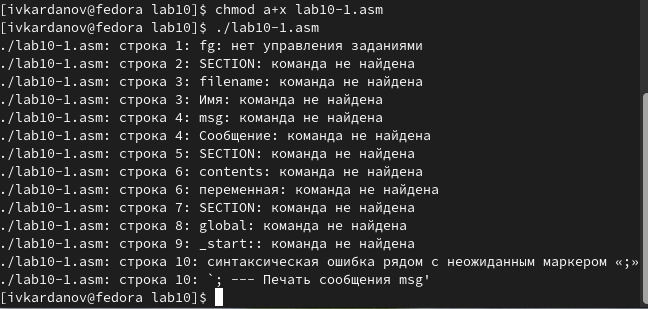 [ivkardanov@fedora lab10]$ chmod a+x lab10-1.asm
[ivkardanov@fedora lab10]$ ./lab10-1.asm
./lab10-1.asm: строка 1: fg: нет управления заданиями
./lab10-1.asm: строка 2: SECTION: команда не найдена
./lab10-1.asm: строка 3: filename: команда не найдена
./lab10-1.asm: строка 3: Имя: команда не найдена
./lab10-1.asm: строка 4: msg: команда не найдена
./lab10-1.asm: строка 4: Сообщение: команда не найдена
./lab10-1.asm: строка 5: SECTION: команда не найдена
./lab10-1.asm: строка 6: contents: команда не найдена
./lab10-1.asm: строка 6: переменная: команда не найдена
./lab10-1.asm: строка 7: SECTION: команда не найдена
./lab10-1.asm: строка 8: global: команда не найдена
./lab10-1.asm: строка 9: _start:: команда не найдена
./lab10-1.asm: строка 10: синтаксическая ошибка рядом с неожиданным маркером «;»
./lab10-1.asm: строка 10: `; --- Печать сообщения msg'
[ivkardanov@fedora lab10]$